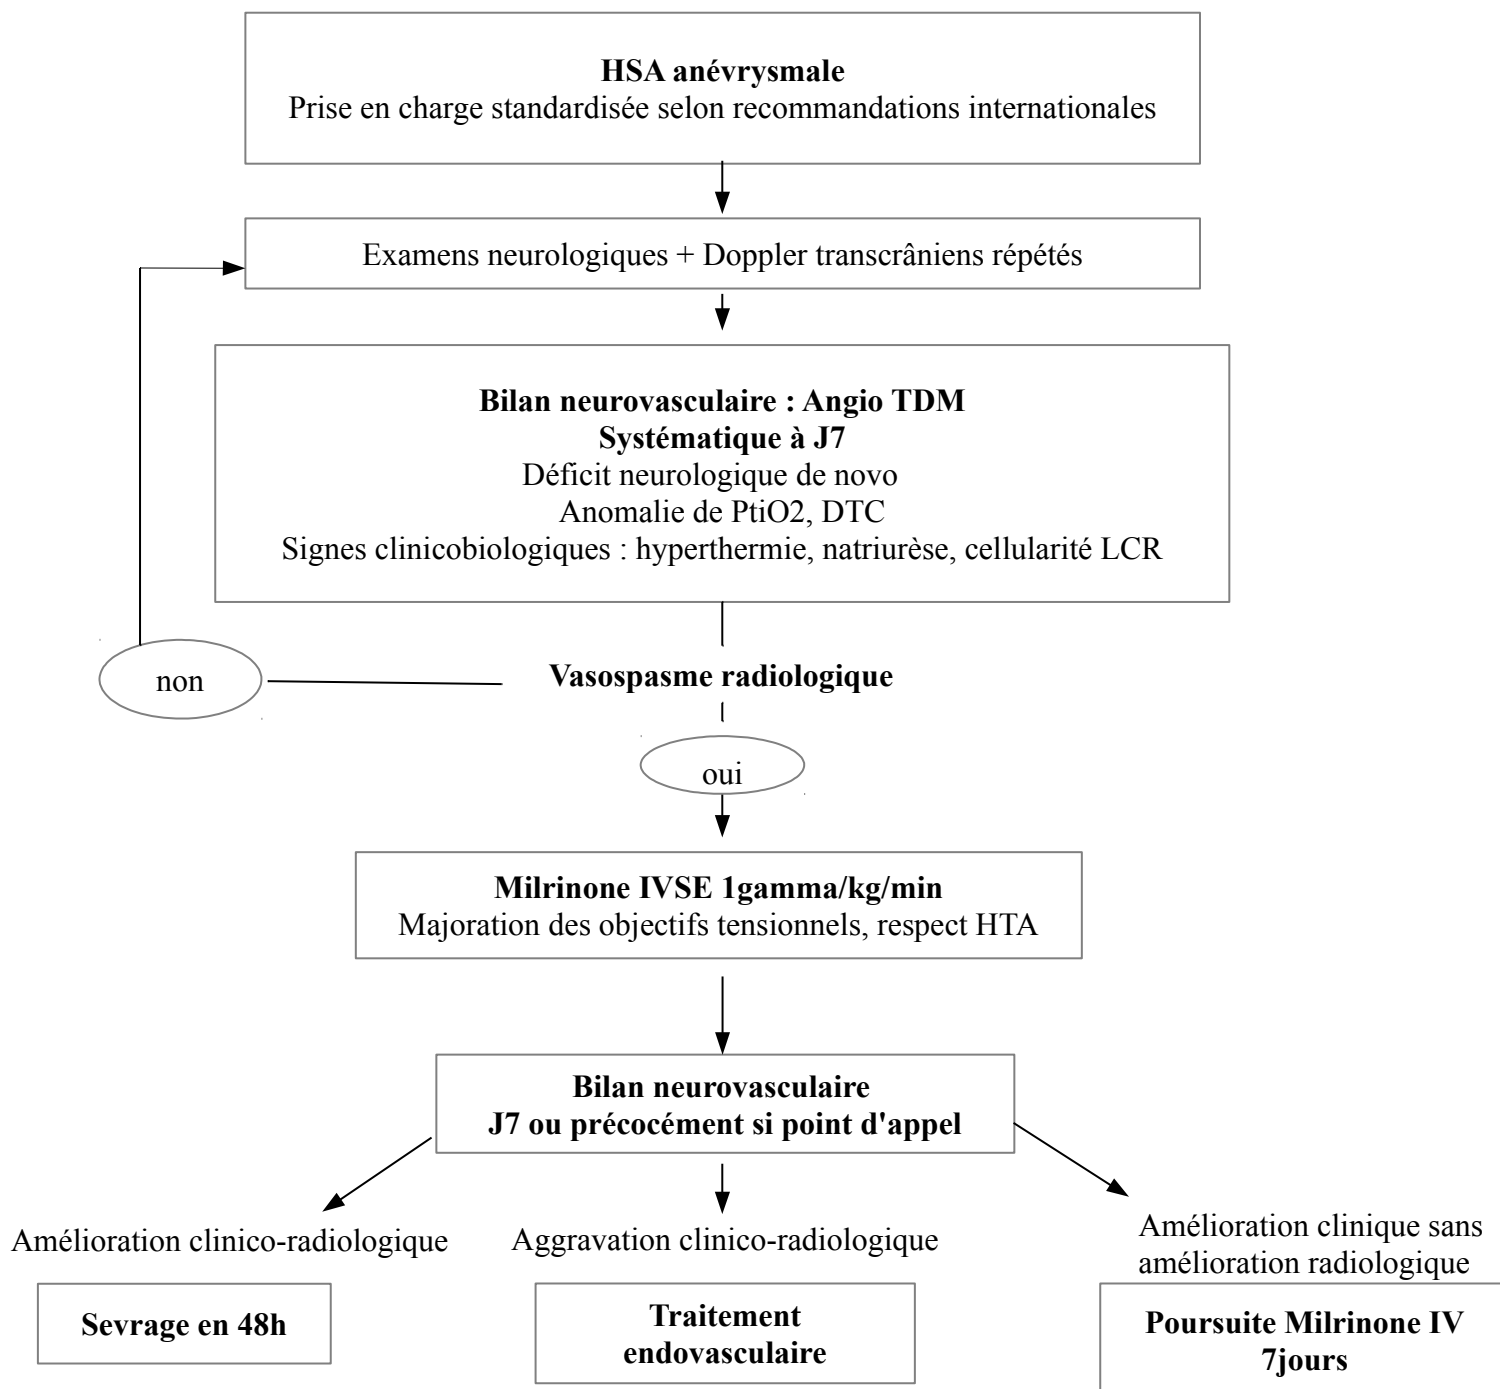 HSA anévrysmale
Prise en charge standardisée selon recommandations internationales
Examens neurologiques + Doppler transcrâniens répétés
Bilan neurovasculaire : Angio TDM
Systématique à J7
Déficit neurologique de novo
Anomalie de PtiO2, DTC
Signes clinicobiologiques : hyperthermie, natriurèse, cellularité LCR
non
Vasospasme radiologique
oui
Milrinone IVSE 1gamma/kg/min
Majoration des objectifs tensionnels, respect HTA
Bilan neurovasculaire
J7 ou précocément si point d'appel
Amélioration clinico-radiologique
Sevrage en 48h
Aggravation clinico-radiologique
Traitement
endovasculaire
Amélioration clinique sans
amélioration radiologique
Poursuite Milrinone IV
7jours